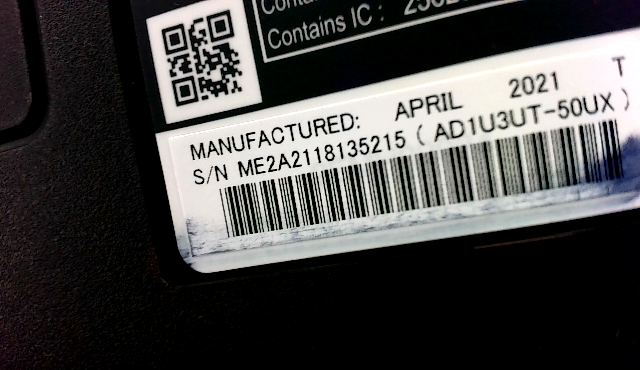 Contains IC :
MANUFACTURED: APRIL 2021 T
S/N ME2A2118135215 ( AD1U3UT-50UX )